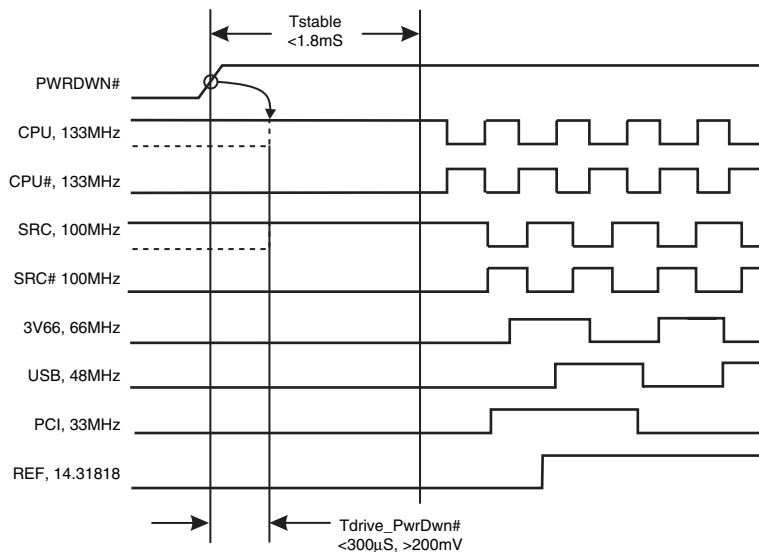 Tstable
<1.8mS
PWRDWN#
CPU, 133MHz
CPU#, 133MHz
SRC, 100MHz
SRC# 100MHz
3V66, 66MHz
USB, 48MHz
PCI, 33MHz
REF, 14.31818
Tdrive_PwrDwn#
<300µS, >200mV